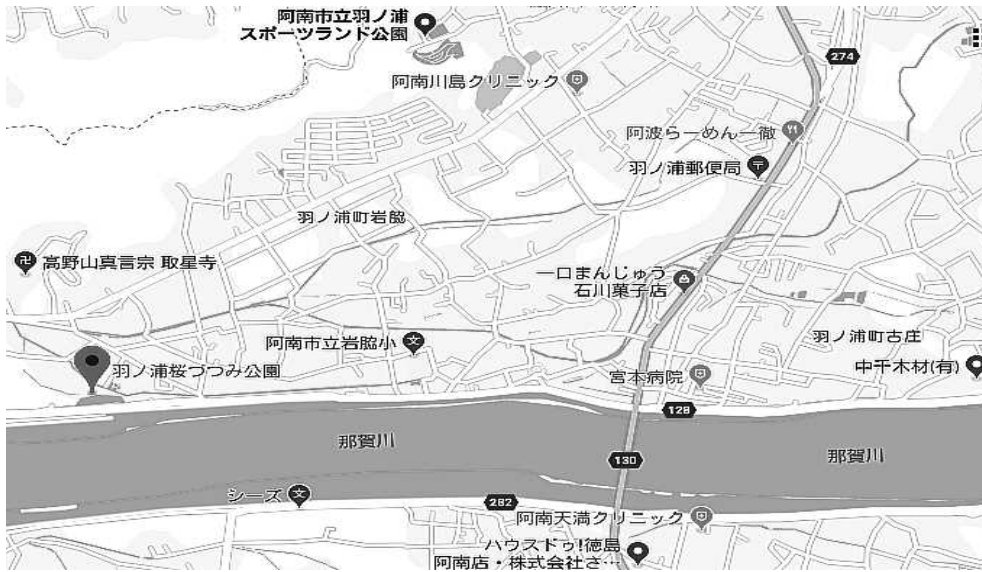 阿南市立羽ノ浦
スポーツランド公園
274
阿南川島クリニック
阿波らーめん一徹
羽ノ浦郵便局
羽ノ浦町岩脇
高野山真言宗 取星寺
一口まんじゅう
石川菓子店
阿南市立岩脇小
文
羽ノ浦町古庄
羽ノ浦桜づつみ公園
宮本病院
中干木材(有)
128
那賀川
130
那賀川
シーズ
文
282
阿南天満クリニック
ハウスドゥ!徳島
阿南店・株式会社さ…